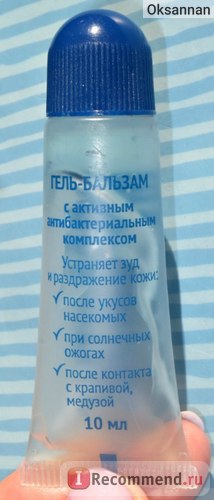 Oksannan
ГЕЛЬ-БАЛЬЗАМ
с активным
антибактериальным
комплексом
Устраняет зуд
и раздражение кожи:
✓после укусов
насекомых
✓при солнечных
ожогах
✓после контакта
с крапивой,
медузой
10 мл
I Recommend.ru